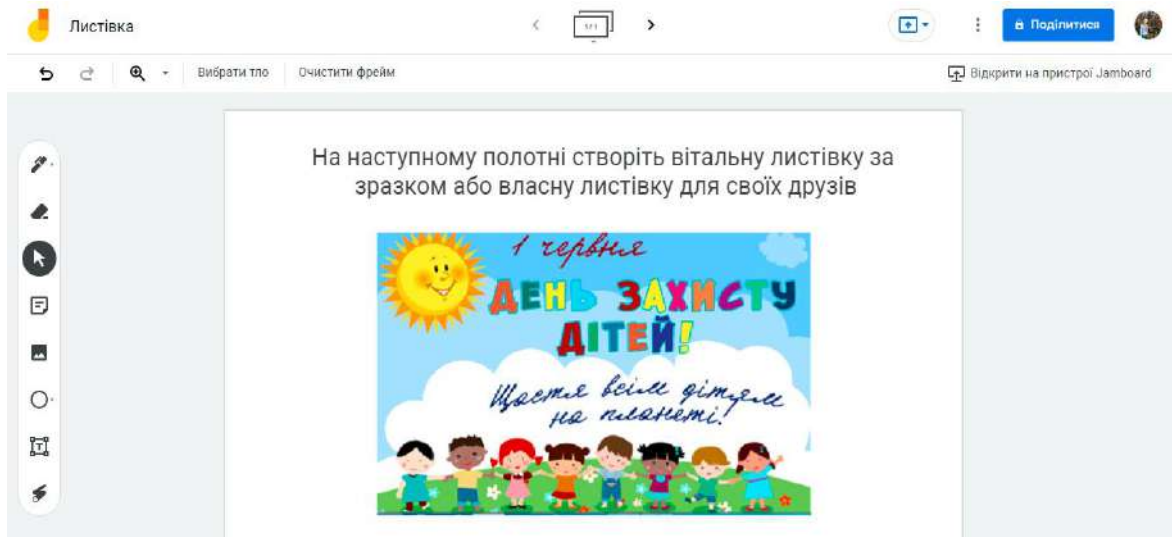 Листівка
Поділитися
Вибрати тло
Очистити фрейм
Відкрити на пристрої Jamboard
На наступному полотні створіть вітальну листівку за
зразком або власну листівку для своїх друзів
1 червня
ДЕНЬ ЗАХИСТУ
ДІТЕЙ!
Щастя всім дітям
на планеті!